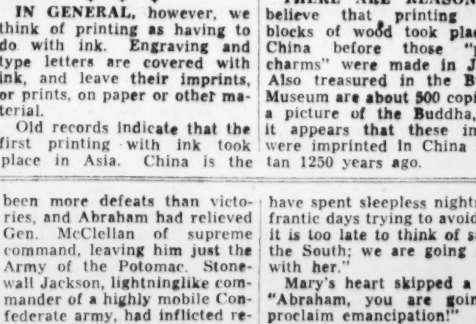 IN GENERAL, however, we
think of printing as having to
do with ink. Engraving and
type letters are covered with
ink, and leave their imprints,
or prints, on paper or other ma-
terial.
Old records indicate that the
first printing with ink took
place in Asia. China is the
THERE ARE
believe that printing
blocks of wood took
China before those
charms" were made in
Also treasured in the
Museum are about 500
a picture of the Buddha,
it appears that these
were imprinted in China
tan 1250 years ago.
been more defeats than victo-
ries, and Abraham had relieved
Gen. McClellan of supreme
command, leaving him just the
Army of the Potomac. Stone-
wall Jackson, lightninglike com-
mander of a highly mobile Con-
federate army, had inflicted re-
have spent sleepless
frantic days trying to avoid
it is too late to think of
the South; we are going
with her."
Mary's heart skipped a
"Abraham, you are
proclaim emancipation!"